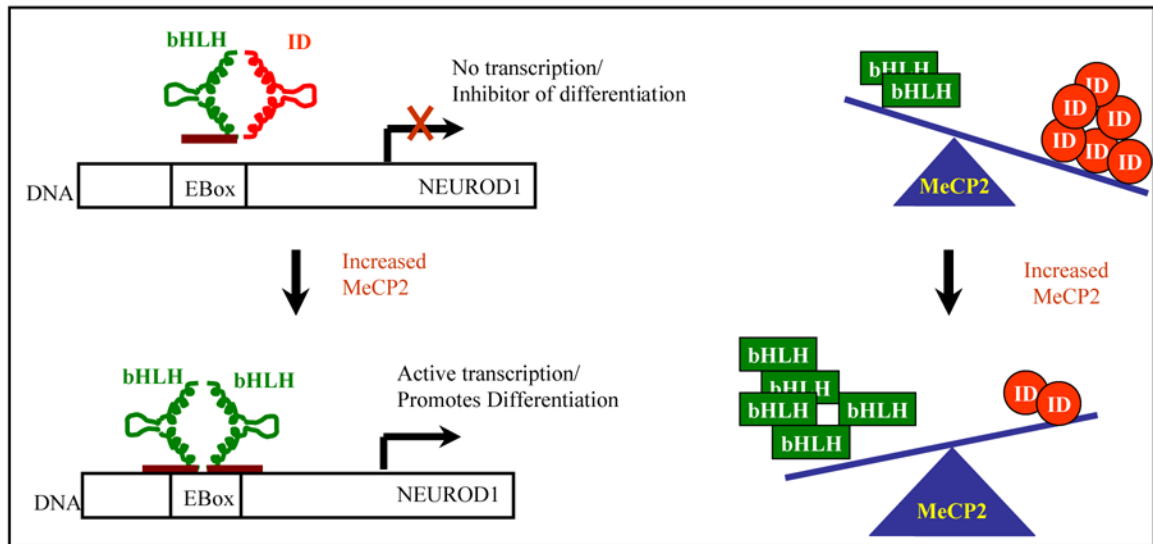 bHLH
ID
No transcription/
Inhibitor of differentiation
DNA
EBox
NEUROD1
Increased
MeCP2
bHLH
bHLH
Active transcription/
Promotes Differentiation
DNA
EBox
NEUROD1
bHLH
bHLH
ID
ID
ID
ID
ID
ID
MeCP2
Increased
MeCP2
bHLH
bHLH
bHLH
bHLH
bHLH
ID
ID
MeCP2